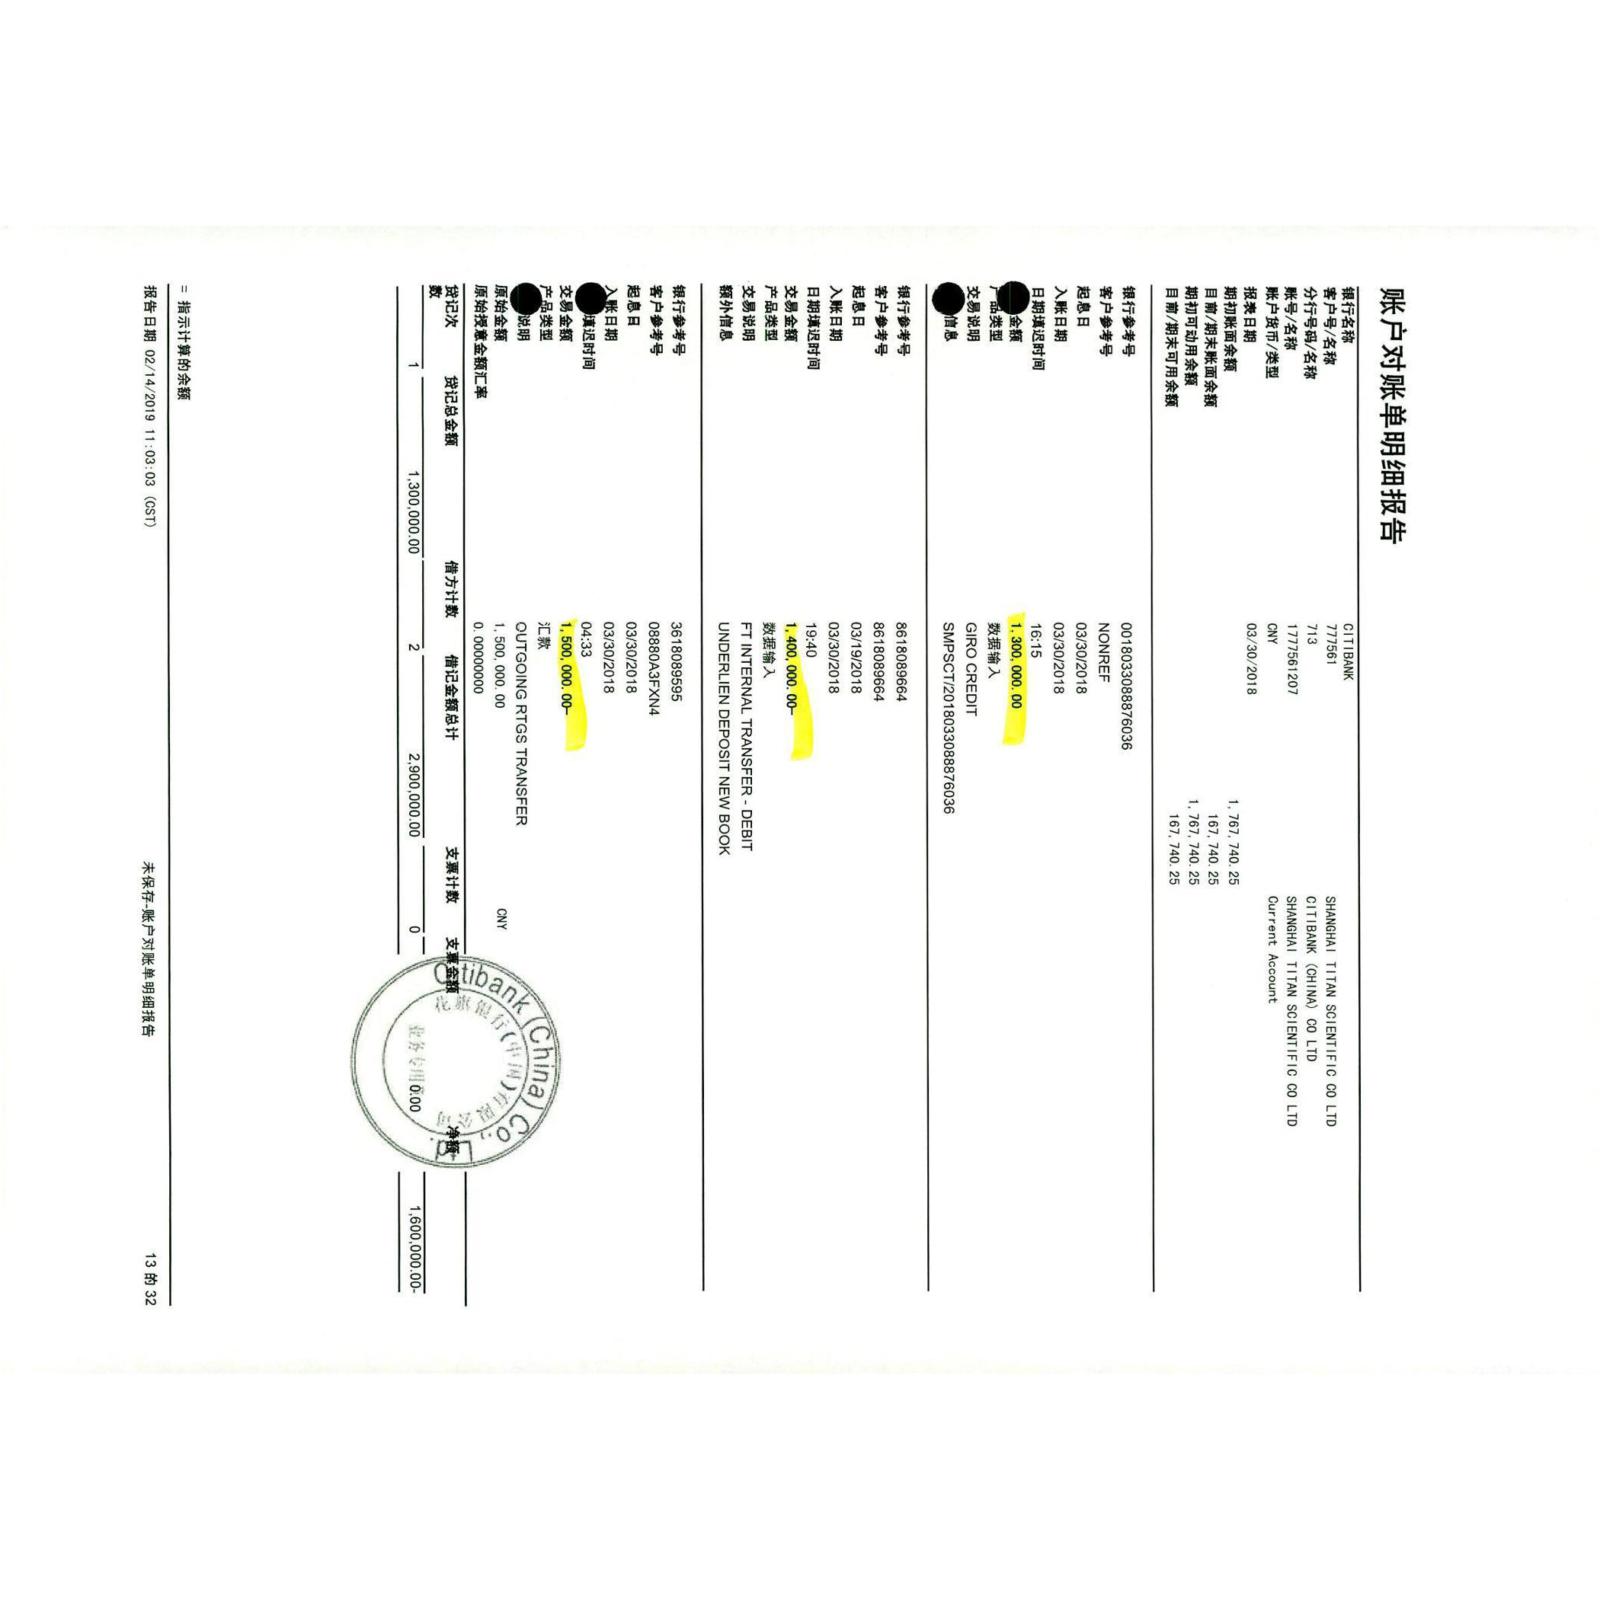 账户对账单明细报告
银行名称 CITIBANK
客户号/名称 777561 SHANGHAI TITAN SCIENTIFIC CO LTD
分行号码/名称 713 CITIBANK (CHINA) CO LTD
账号/名称 1777561207 SHANGHAI TITAN SCIENTIFIC CO LTD
账户货币/类型 CNY Current Account
报表日期 03/30/2018
期初账面余额 1,767,740.25
目前/期末账面余额 167,740.25
期初可动用余额 1,767,740.25
目前/期末可用余额 167,740.25
银行参考号 0018033088876036
客户参考号 NONREF
起息日 03/30/2018
入账日期 03/30/2018
日期填迟时间 16:15
金额 1,300,000.00
产品类型 数据输入
交易说明 GIRO CREDIT
信息 SMPSCT/2018033088876036
银行参考号 8618089664
客户参考号 8618089664
起息日 03/19/2018
入账日期 03/30/2018
日期填迟时间 19:40
交易金额 1,400,000.00-
产品类型 数据输入
交易说明 FT INTERNAL TRANSFER - DEBIT
额外信息 UNDERLIEN DEPOSIT NEW BOOK
银行参考号 3618089595
客户参考号 08880A3FXN4
起息日 03/30/2018
入账日期 03/30/2018
填迟时间 04:33
交易金额 1,500,000.00-
产品类型 汇款
说明 OUTGOING RTGS TRANSFER
原始金额 1,500,000.00 CNY
原始授意金额汇率 0.0000000
贷记次数 贷记总金额 借方计数 借记金额总计 支票计数 支票金额 净额
1 1,300,000.00 2 2,900,000.00 0 0.00 1,600,000.00-
Citibank (China) Co., Ltd.
花旗银行(中国)有限公司
业务专用章
= 指示计算的余额
报告日期 02/14/2019 11:03:03 (CST) 未保存-账户对账单明细报告 13 的 32